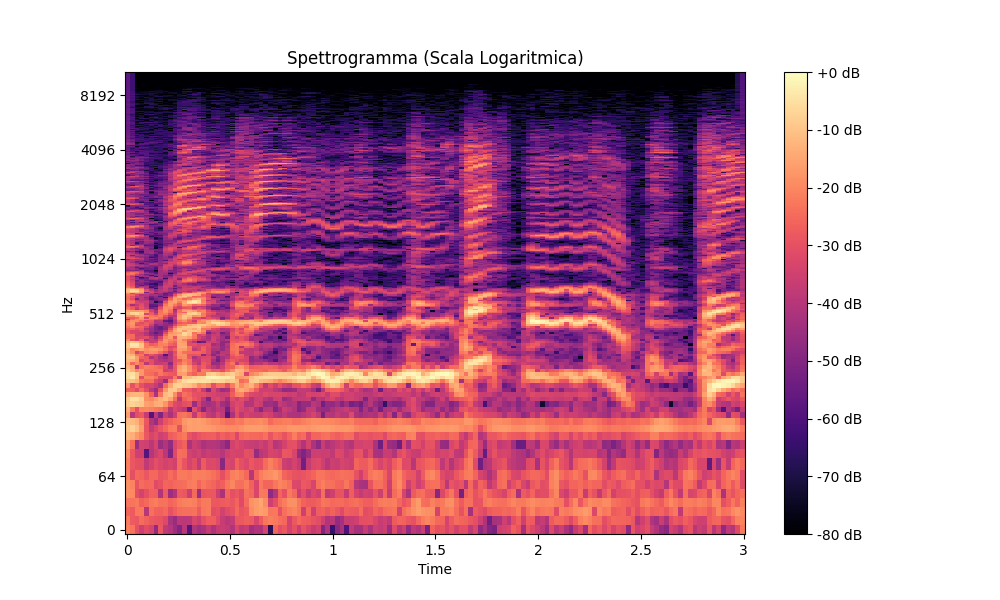 Spettrogramma (Scala Logaritmica)
Hz
8192
4096
2048
1024
512
256
128
64
0
0
0.5
1
1.5
2
2.5
3
Time
+0 dB
-10 dB
-20 dB
-30 dB
-40 dB
-50 dB
-60 dB
-70 dB
-80 dB